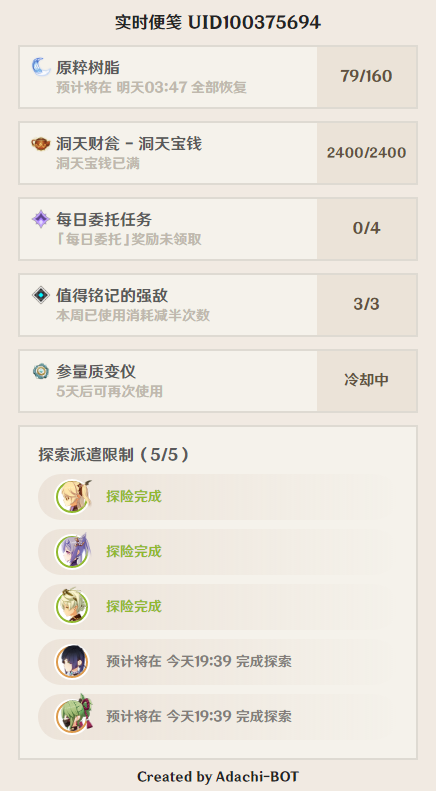 实时便笺 UID100375694
原粹树脂
预计将在 明天03:47 全部恢复
79/160
洞天财瓮 - 洞天宝钱
洞天宝钱已满
2400/2400
每日委托任务
「每日委托」奖励未领取
0/4
值得铭记的强敌
本周已使用消耗减半次数
3/3
参量质变仪
5天后可再次使用
冷却中
探索派遣限制（5/5）
探险完成
探险完成
探险完成
预计将在 今天19:39 完成探索
预计将在 今天19:39 完成探索
Created by Adachi-BOT